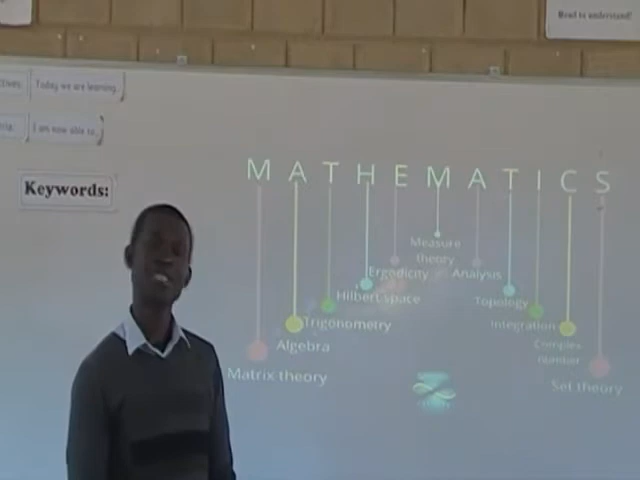 Read to understand!
Today we are learning
I am now able to..
Keywords:
MATHEMATICS
Measure
theory
Ergodicity
Analysis
Hilbert space
Topology
Trigonometry
Integration
Algebra
Complex
number
Matrix theory
Set theory